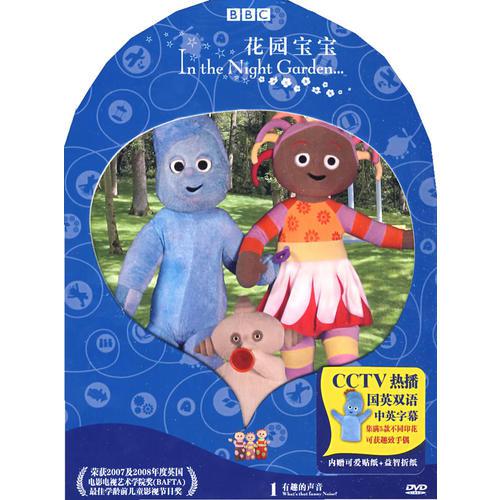 BBC
花园宝宝
In the Night Garden...
CCTV 热播
国英双语
中英字幕
集满5款不同印花
可获趣致手偶
内赠可爱贴纸+益智折纸
荣获2007及2008年度英国
电影电视艺术学院奖(BAFTA)
最佳学龄前儿童影视节目奖
1 有趣的声音
What's that funny Noise?
DVD